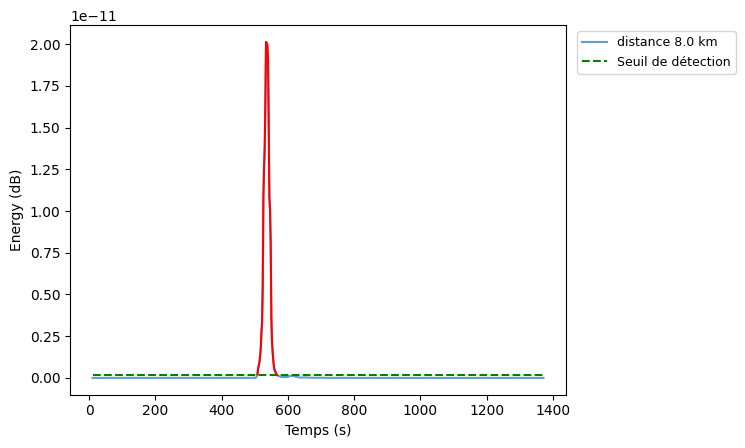 1e−11
distance 8.0 km
Seuil de détection
2.00
1.75
1.50
1.25
1.00
0.75
0.50
0.25
0.00
Energy (dB)
0 200 400 600 800 1000 1200 1400
Temps (s)